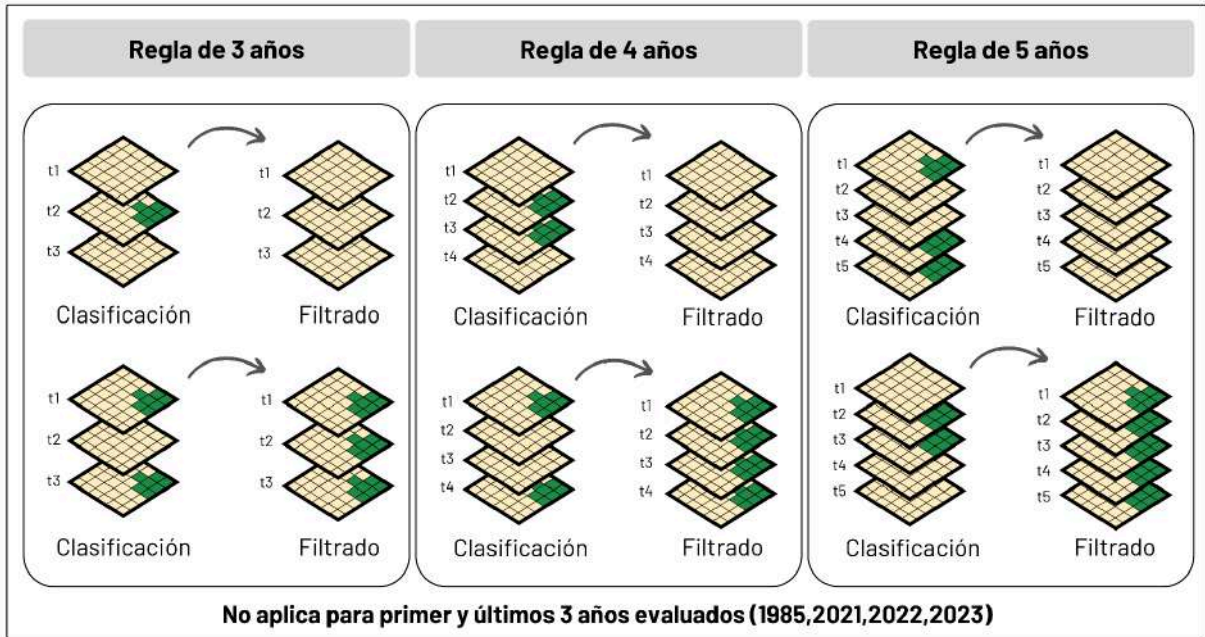 Regla de 3 años
Regla de 4 años
Regla de 5 años
t1
t2
t3
Clasificación
t1
t2
t3
Filtrado
t1
t2
t3
Clasificación
t1
t2
t3
Filtrado
t1
t2
t3
t4
Clasificación
t1
t2
t3
t4
Filtrado
t1
t2
t3
t4
Clasificación
t1
t2
t3
t4
Filtrado
t1
t2
t3
t4
t5
Clasificación
t1
t2
t3
t4
t5
Filtrado
t1
t2
t3
t4
t5
Clasificación
t1
t2
t3
t4
t5
Filtrado
No aplica para primer y últimos 3 años evaluados (1985,2021,2022,2023)